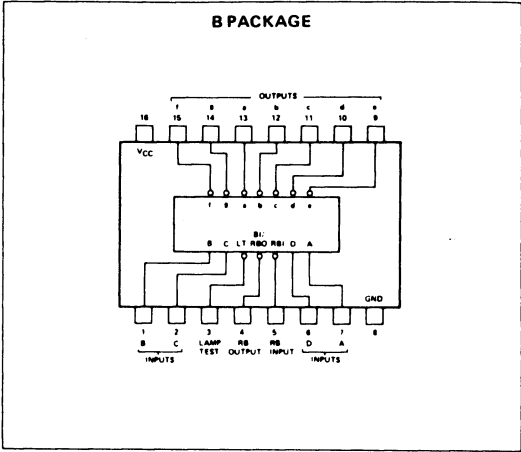 B PACKAGE
OUTPUTS
f g a b c d e
16 15 14 13 12 11 10 9
VCC
f g a b c d e
BI/
B C LT RBO RBI D A
GND
1 2 3 4 5 6 7 8
B C LAMP RB RB D A
TEST OUTPUT INPUT
INPUTS INPUTS